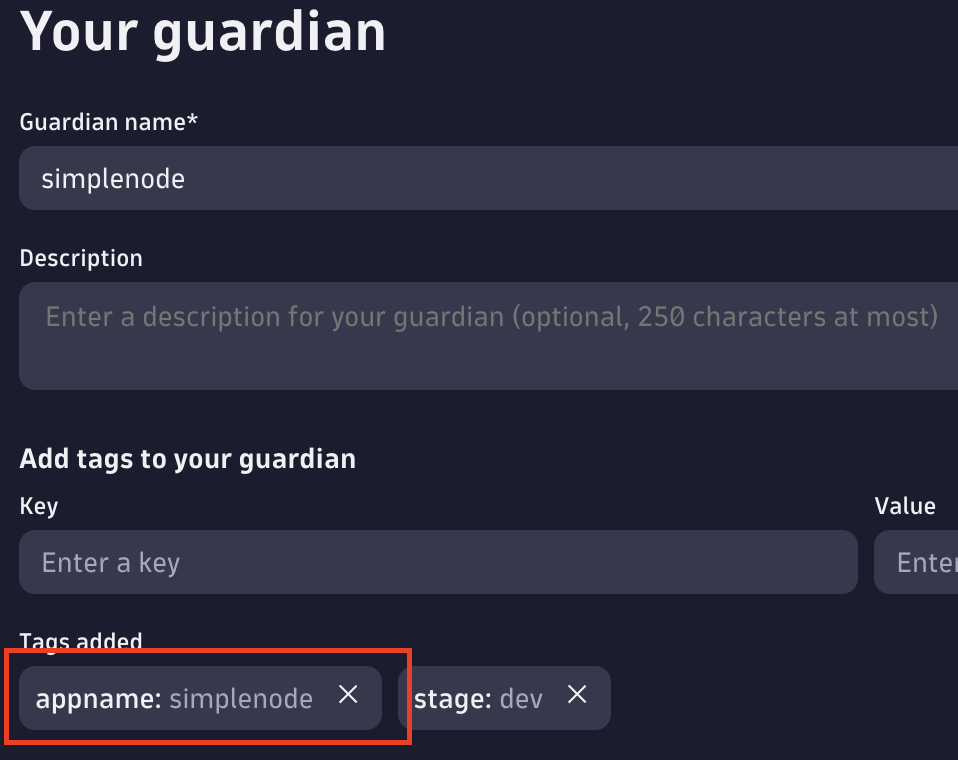 Your guardian
Guardian name*
simplenode
Description
Enter a description for your guardian (optional, 250 characters at most)
Add tags to your guardian
Key Value
Enter a key Enter
Tags added
appname: simplenode stage: dev